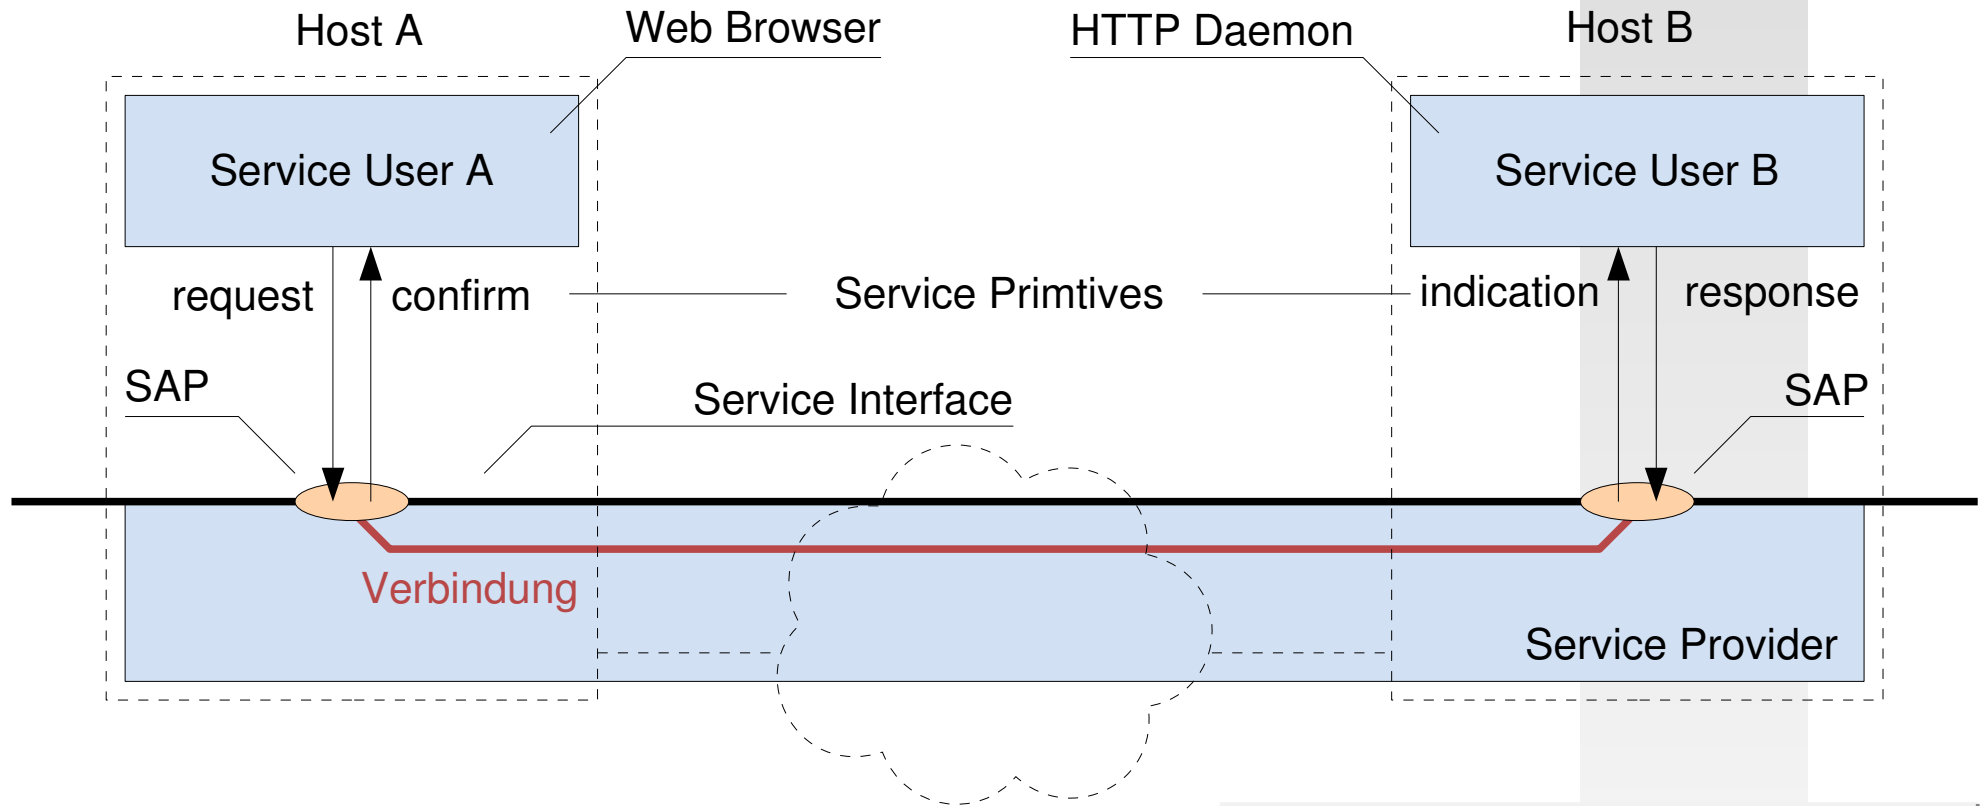 Host A
Web Browser
HTTP Daemon
Host B
Service User A
Service User B
request
confirm
Service Primtives
indication
response
SAP
Service Interface
SAP
Verbindung
Service Provider